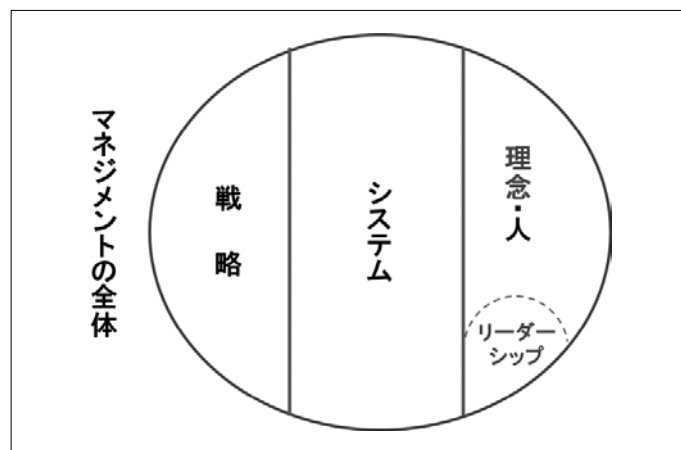 マネジメントの全体
戦略
システム
理念・人
リーダー
シップ